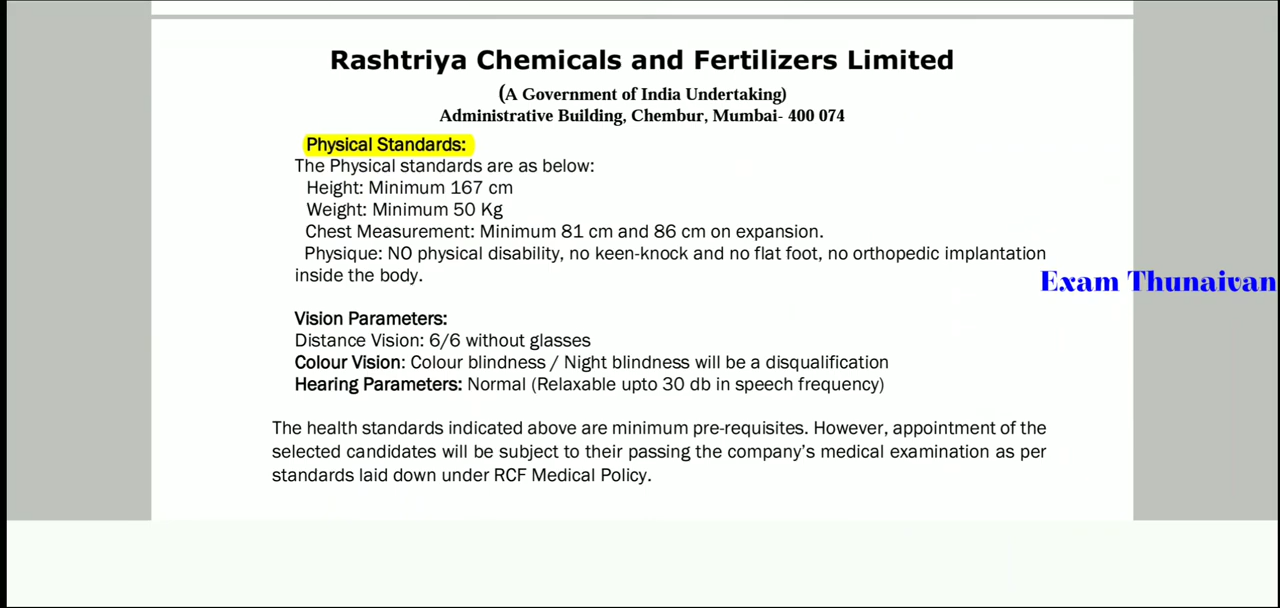 Rashtriya Chemicals and Fertilizers Limited
(A Government of India Undertaking)
Administrative Building, Chembur, Mumbai- 400 074
Physical Standards:
The Physical standards are as below:
Height: Minimum 167 cm
Weight: Minimum 50 Kg
Chest Measurement: Minimum 81 cm and 86 cm on expansion.
Physique: NO physical disability, no keen-knock and no flat foot, no orthopedic implantation
inside the body.
Exam Thunaivan
Vision Parameters:
Distance Vision: 6/6 without glasses
Colour Vision: Colour blindness / Night blindness will be a disqualification
Hearing Parameters: Normal (Relaxable upto 30 db in speech frequency)
The health standards indicated above are minimum pre-requisites. However, appointment of the
selected candidates will be subject to their passing the company's medical examination as per
standards laid down under RCF Medical Policy.